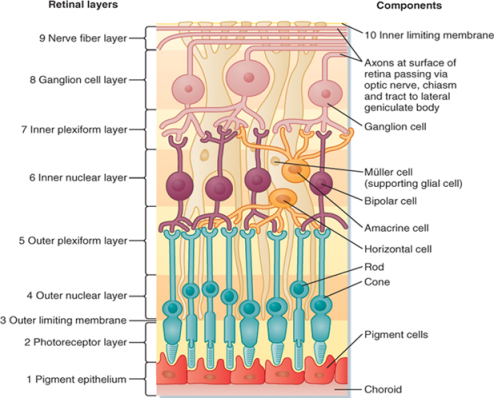 Retinal layers
Components
9 Nerve fiber layer
8 Ganglion cell layer
7 Inner plexiform layer
6 Inner nuclear layer
5 Outer plexiform layer
4 Outer nuclear layer
3 Outer limiting membrane
2 Photoreceptor layer
1 Pigment epithelium
10 Inner limiting membrane
Axons at surface of
retina passing via
optic nerve, chiasm
and tract to lateral
geniculate body
Ganglion cell
Müller cell
(supporting glial cell)
Bipolar cell
Amacrine cell
Horizontal cell
Rod
Cone
Pigment cells
Choroid